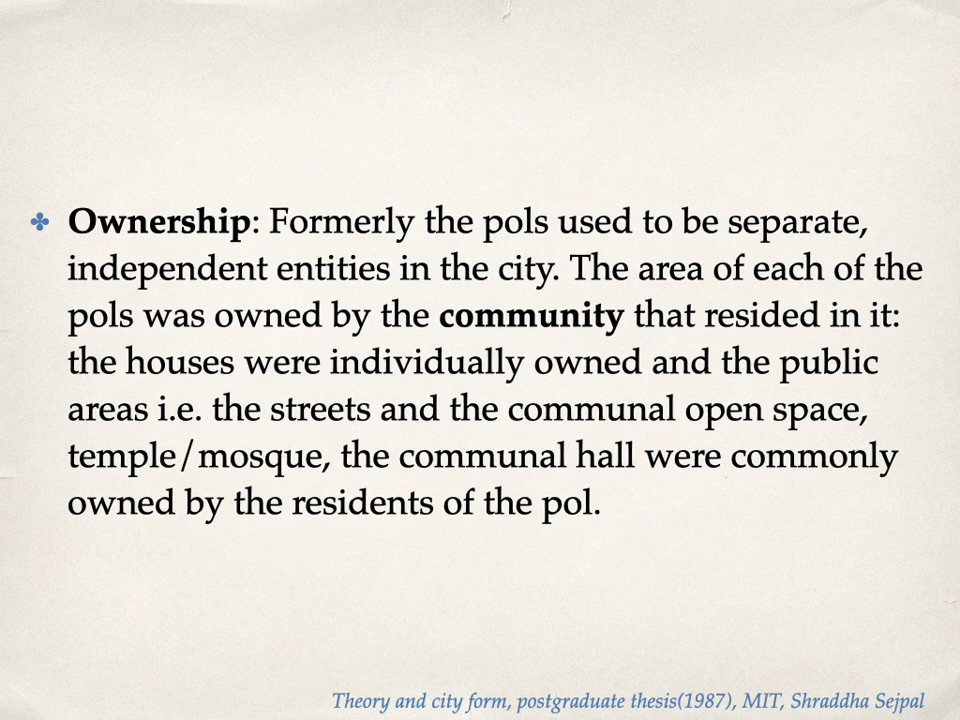 Ownership: Formerly the pols used to be separate,
independent entities in the city. The area of each of the
pols was owned by the community that resided in it:
the houses were individually owned and the public
areas i.e. the streets and the communal open space,
temple/mosque, the communal hall were commonly
owned by the residents of the pol.
Theory and city form, postgraduate thesis(1987), MIT, Shraddha Sejpal